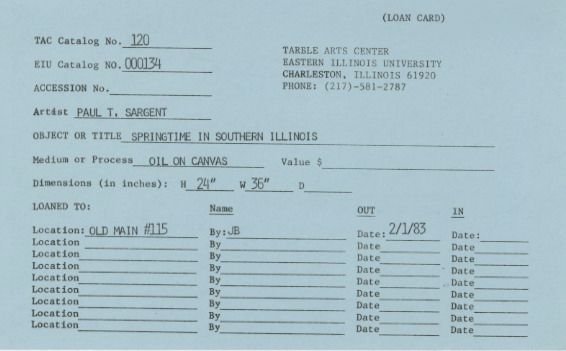 (LOAN CARD)
TAC Catalog No. 120
EIU Catalog NO. 000134
ACCESSION No.
TARBLE ARTS CENTER
EASTERN ILLINOIS UNIVERSITY
CHARLESTON, ILLINOIS 61920
PHONE: (217)-581-2787
Artist PAUL T. SARGENT
OBJECT OR TITLE SPRINGTIME IN SOUTHERN ILLINOIS
Medium or Process OIL ON CANVAS Value $
Dimensions (in inches): H 24" W 36" D
LOANED TO: Name OUT IN
Location: OLD MAIN #115 By: JB Date: 2/1/83 Date:
Location By Date Date
Location By Date Date
Location By Date Date
Location By Date Date
Location By Date Date
Location By Date Date
Location By Date Date
Location By Date Date